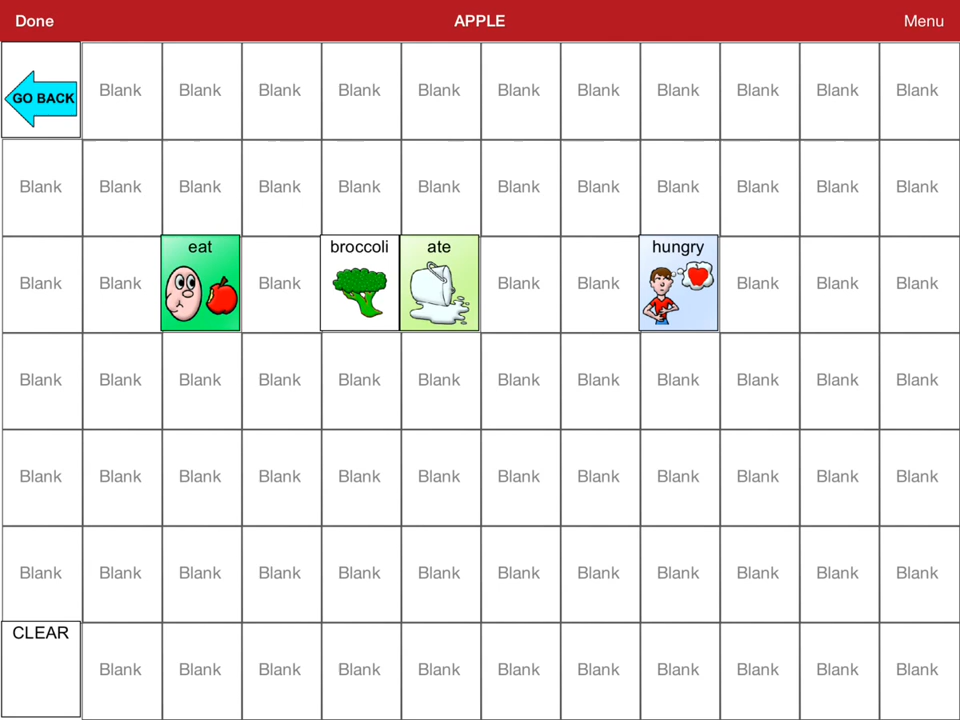 Done APPLE Menu
GO BACK Blank Blank Blank Blank Blank Blank Blank Blank Blank Blank Blank
Blank Blank Blank Blank Blank Blank Blank Blank Blank Blank Blank Blank
eat broccoli ate hungry
Blank Blank Blank Blank Blank Blank Blank Blank
Blank Blank Blank Blank Blank Blank Blank Blank Blank Blank Blank Blank
Blank Blank Blank Blank Blank Blank Blank Blank Blank Blank Blank Blank
Blank Blank Blank Blank Blank Blank Blank Blank Blank Blank Blank Blank
CLEAR
Blank Blank Blank Blank Blank Blank Blank Blank Blank Blank Blank